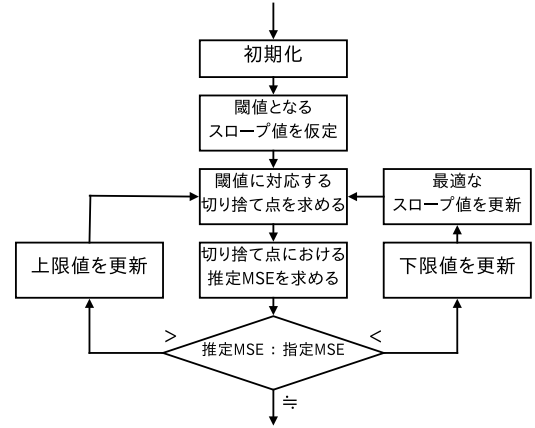 初期化
閾値となる
スロープ値を仮定
閾値に対応する
切り捨て点を求める
最適な
スロープ値を更新
切り捨て点における
推定MSEを求める
上限値を更新
下限値を更新
>
推定MSE : 指定MSE
<
≒